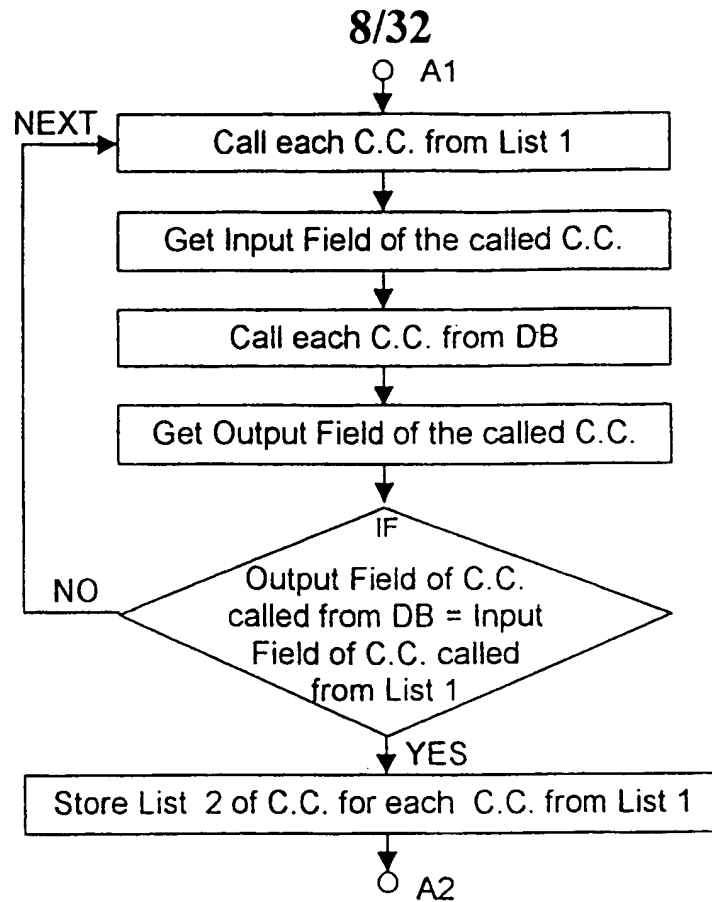 8/32
A1
NEXT
Call each C.C. from List 1
Get Input Field of the called C.C.
Call each C.C. from DB
Get Output Field of the called C.C.
IF
Output Field of C.C.
called from DB = Input
Field of C.C. called
from List 1
NO
YES
Store List 2 of C.C. for each C.C. from List 1
A2